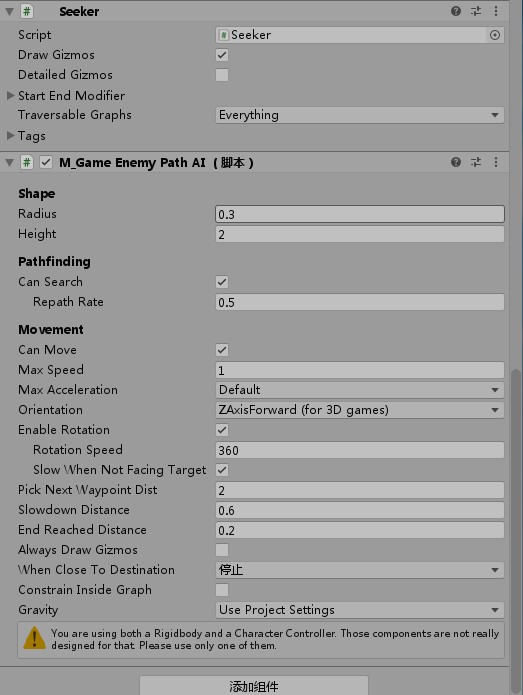 Seeker
Script Seeker
Draw Gizmos
Detailed Gizmos
Start End Modifier
Traversable Graphs Everything
Tags
M_Game Enemy Path AI (脚本)
Shape
Radius 0.3
Height 2
Pathfinding
Can Search
Repath Rate 0.5
Movement
Can Move
Max Speed 1
Max Acceleration Default
Orientation ZAxisForward (for 3D games)
Enable Rotation
Rotation Speed 360
Slow When Not Facing Target
Pick Next Waypoint Dist 2
Slowdown Distance 0.6
End Reached Distance 0.2
Always Draw Gizmos
When Close To Destination 停止
Constrain Inside Graph
Gravity Use Project Settings
You are using both a Rigidbody and a Character Controller. Those components are not really
designed for that. Please use only one of them.
添加组件